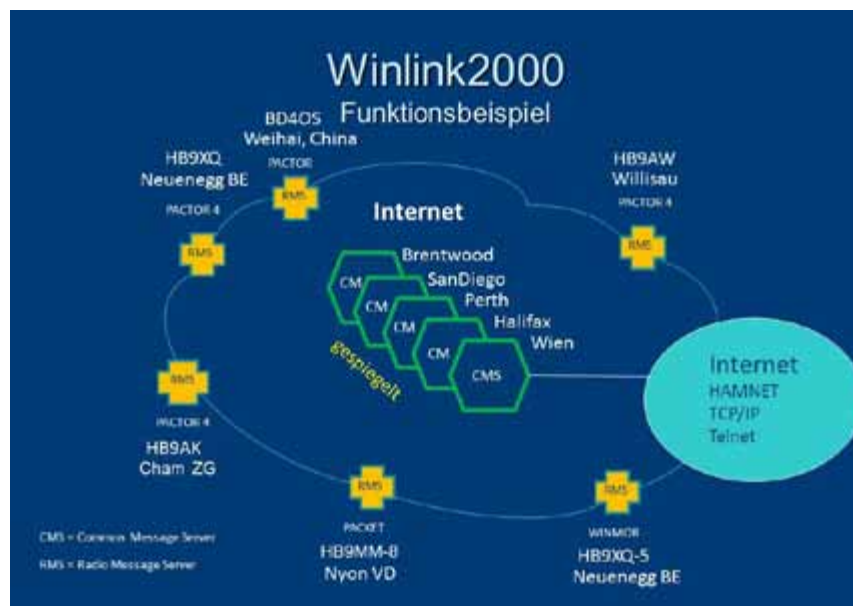 Winlink2000
Funktionsbeispiel
BD4OS
Weihai, China
PACTOR
RMS
HB9XQ
Neuenegg BE
PACTOR 4
RMS
HB9AW
Willisau
PACTOR 4
RMS
Internet
Brentwood
SanDiego
Perth
Halifax
Wien
CM
CM
CM
CM
CMS
gespiegelt
Internet
HAMNET
TCP/IP
Telnet
RMS
PACTOR 4
HB9AK
Cham ZG
RMS
PACKET
HB9MM-8
Nyon VD
RMS
WINMOR
HB9XQ-5
Neuenegg BE
CMS = Common Message Server
RMS = Radio Message Server